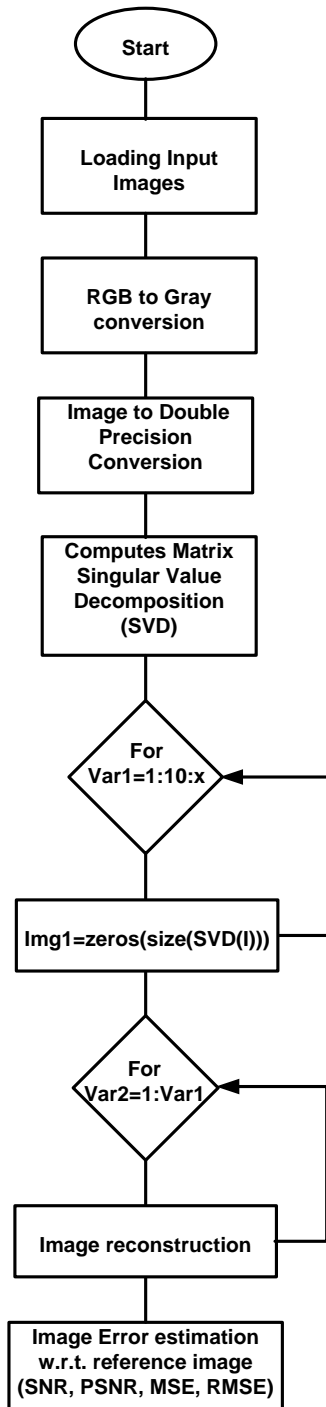 Start
Loading Input
Images
RGB to Gray
conversion
Image to Double
Precision
Conversion
Computes Matrix
Singular Value
Decomposition
(SVD)
For
Var1=1:10:x
Img1=zeros(size(SVD(I)))
For
Var2=1:Var1
Image reconstruction
Image Error estimation
w.r.t. reference image
(SNR, PSNR, MSE, RMSE)